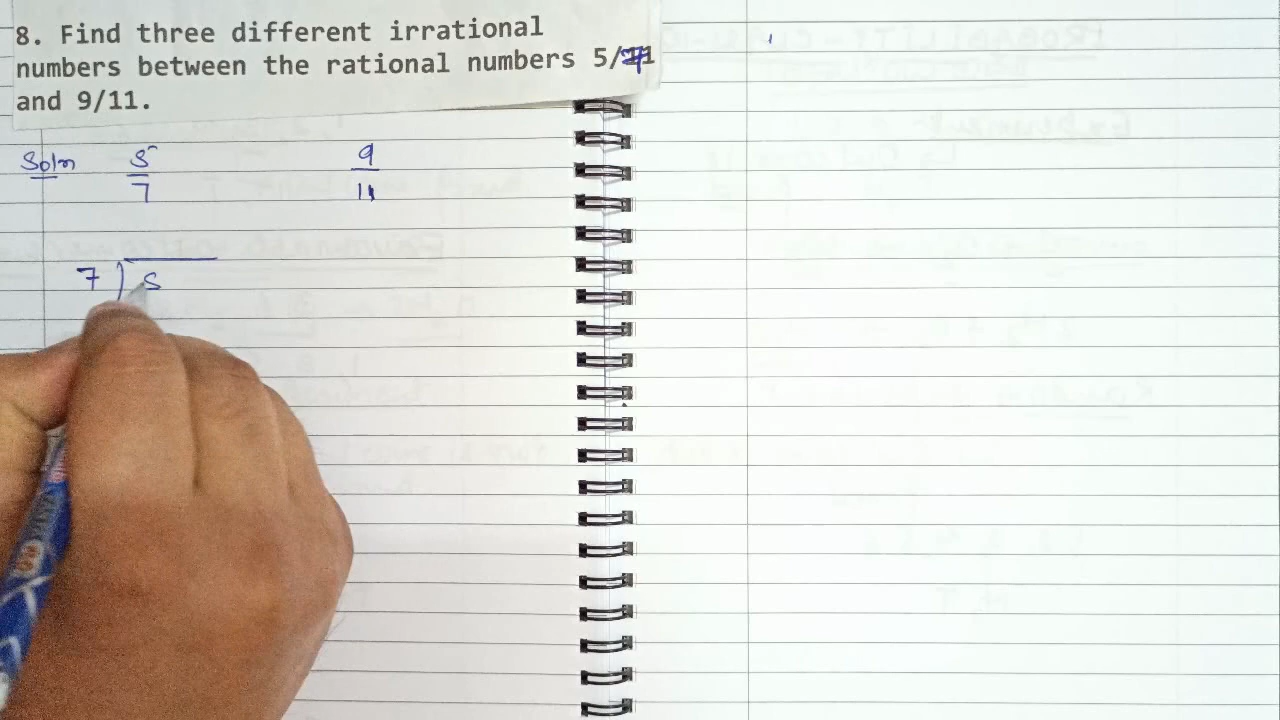 8. Find three different irrational
numbers between the rational numbers 5/7
and 9/11.
Soln 5/7 9/11
7 ) 5